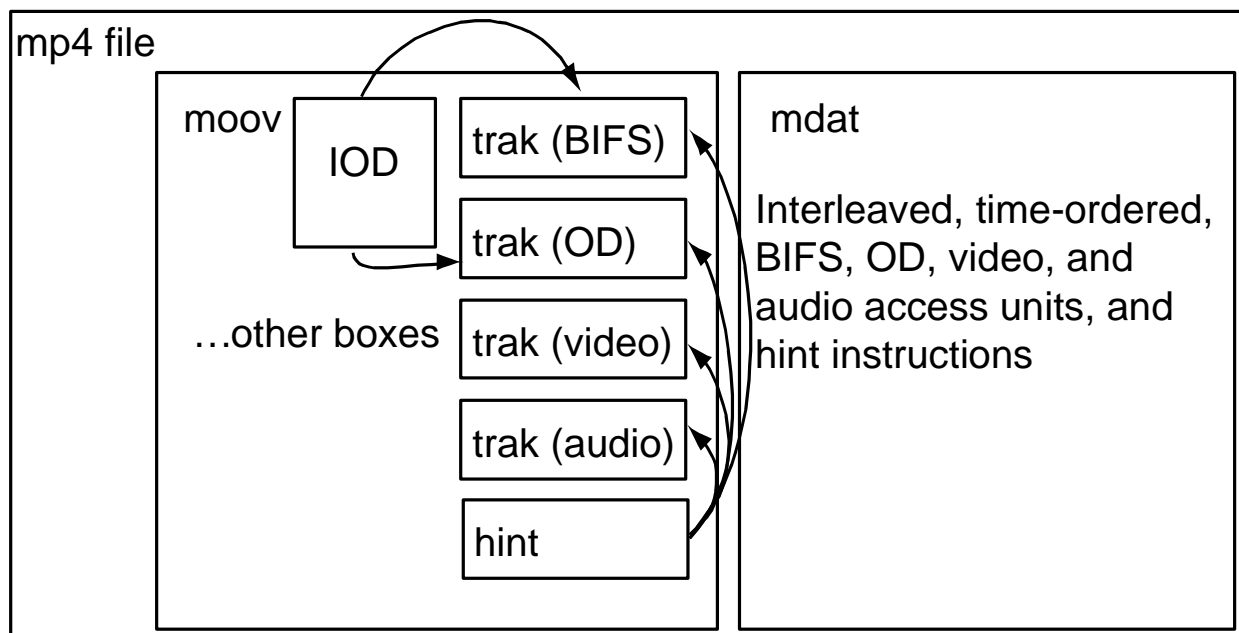 mp4 file
moov
IOD
trak (BIFS)
trak (OD)
…other boxes
trak (video)
trak (audio)
hint
mdat
Interleaved, time-ordered,
BIFS, OD, video, and
audio access units, and
hint instructions